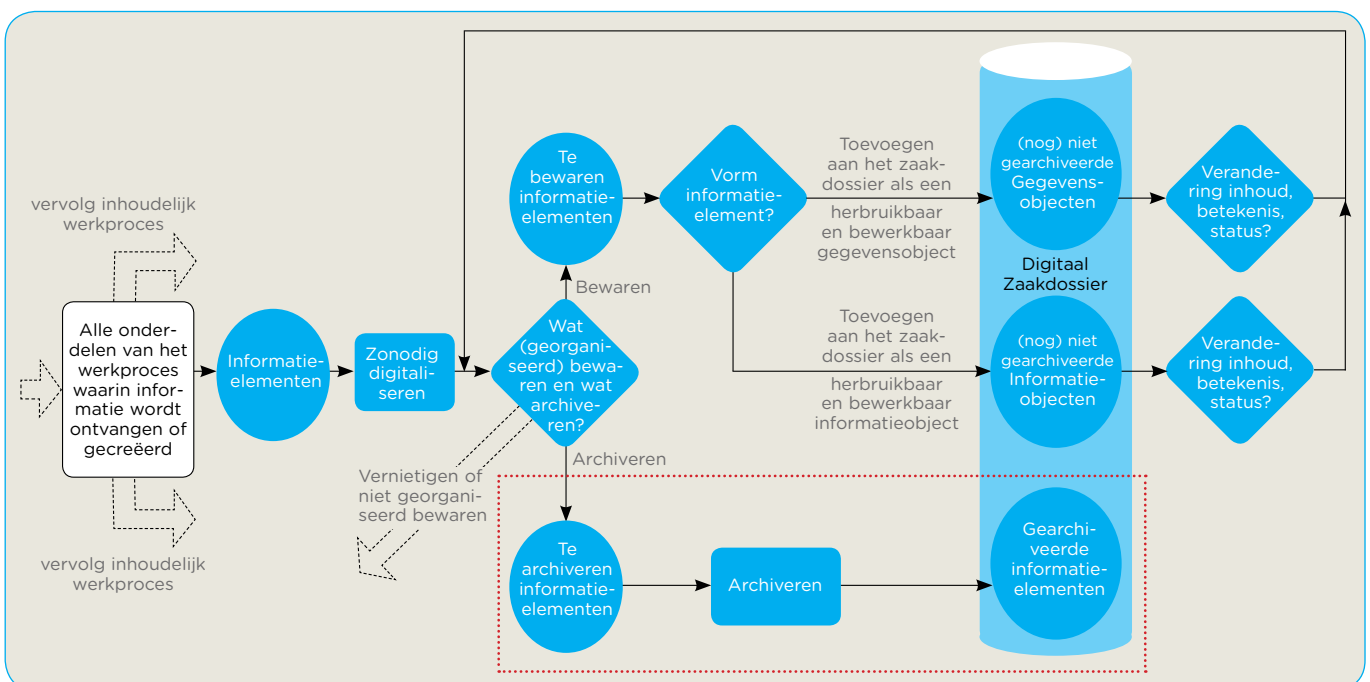 vervolg inhoudelijk
werkproces
Alle onder-
delen van het
werkproces
waarin infor-
matie wordt
ontvangen of
gecreëerd
vervolg inhoudelijk
werkproces
Informatie-
elementen
Zonodig
digitali-
seren
Wat
(georgani-
seerd) bewa-
ren en wat
archive-
ren?
Bewaren
Te
bewaren
informatie-
elementen
Vorm
informatie-
element?
Toevoegen
aan het zaak-
dossier als een
herbruikbaar
en bewerkbaar
gegevensobject
(nog) niet
gearchiveerde
Gegevens-
objecten
Verande-
ring inhoud,
betekenis,
status?
Digitaal
Zaakdossier
Toevoegen
aan het zaak-
dossier als een
herbruikbaar
en bewerkbaar
informatieobject
(nog) niet
gearchiveerde
Informatie-
objecten
Verande-
ring inhoud,
betekenis,
status?
Vernietigen of
niet georgani-
seerd bewaren
Archiveren
Te
archiveren
informatie-
elementen
Archiveren
Gearchi-
veerde
informatie-
elementen